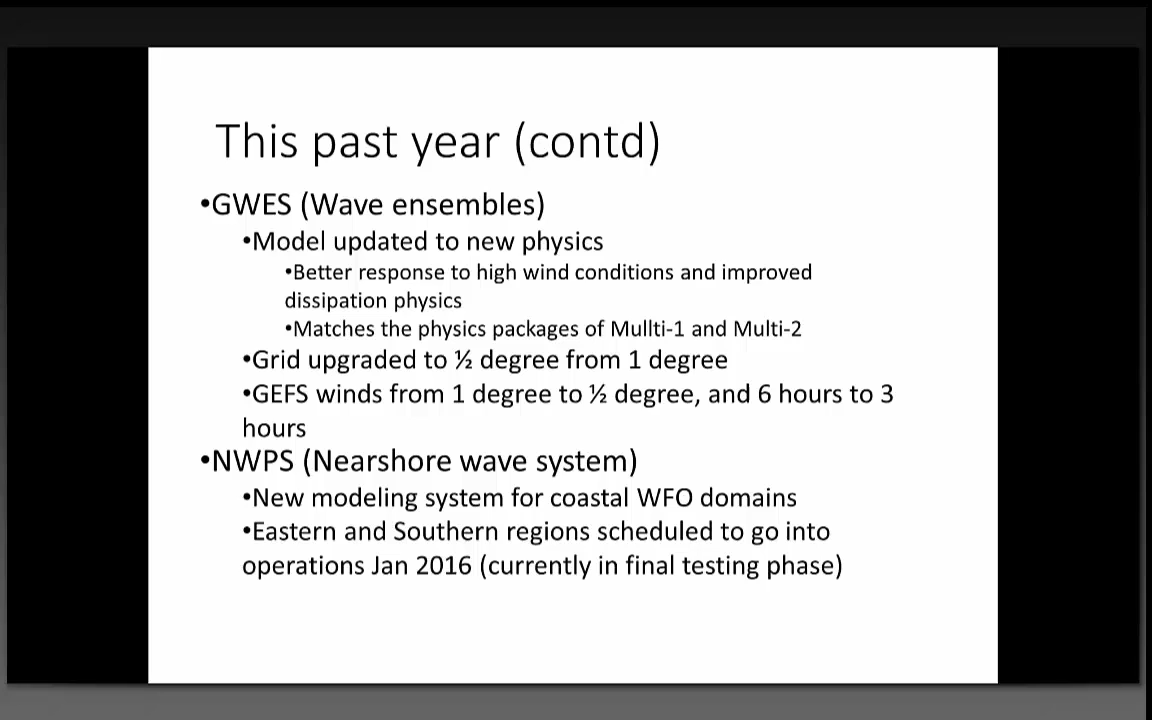 This past year (contd)
•GWES (Wave ensembles)
•Model updated to new physics
•Better response to high wind conditions and improved
dissipation physics
•Matches the physics packages of Mullti-1 and Multi-2
•Grid upgraded to ½ degree from 1 degree
•GEFS winds from 1 degree to ½ degree, and 6 hours to 3
hours
•NWPS (Nearshore wave system)
•New modeling system for coastal WFO domains
•Eastern and Southern regions scheduled to go into
operations Jan 2016 (currently in final testing phase)